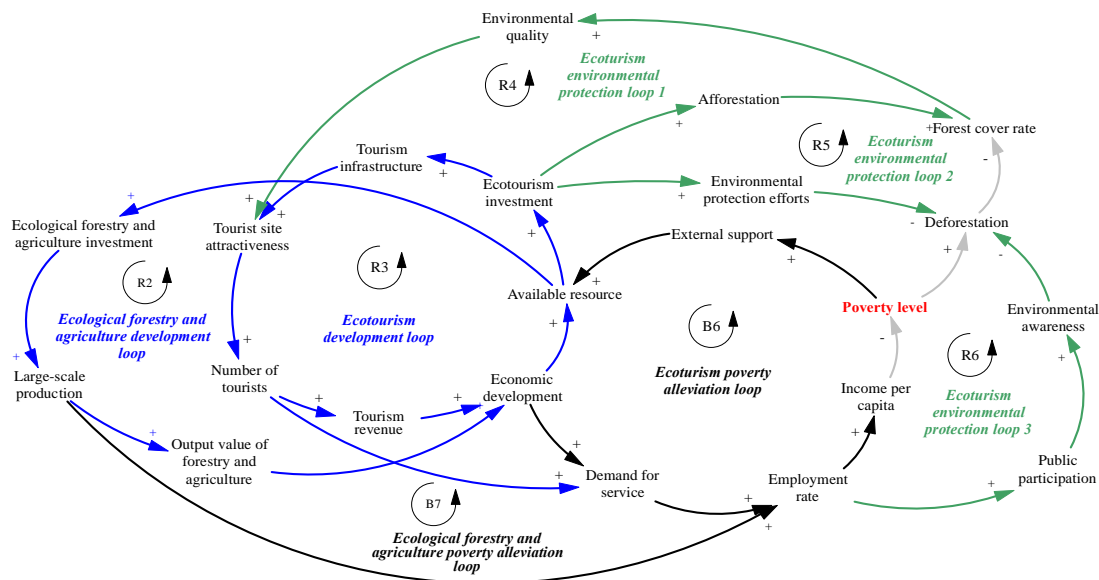 Environmental
quality
+
R4
Ecoturism
environmental
protection loop 1
Afforestation
+
+
Forest cover rate
R5
Ecoturism
environmental
protection loop 2
-
Tourism
infrastructure
+
Ecotourism
investment
+
Environmental
protection efforts
-
Deforestation
+
-
+
Ecological forestry and
agriculture investment
+
+
Tourist site
attractiveness
+
External support
+
R2
R3
+
Available resource
+
Poverty level
-
Environmental
awareness
+
Ecological forestry and
agriculture development
loop
Ecotourism
development loop
B6
Ecoturism poverty
alleviation loop
R6
Ecoturism
environmental
protection loop 3
+
Large-scale
production
+
Number of
tourists
+
Tourism
revenue
+
+
Economic
development
Income per
capita
+
+
Output value of
forestry and
agriculture
+
+
Demand for
service
+
Employment
rate
+
+
Public
participation
B7
Ecological forestry and
agriculture poverty alleviation
loop